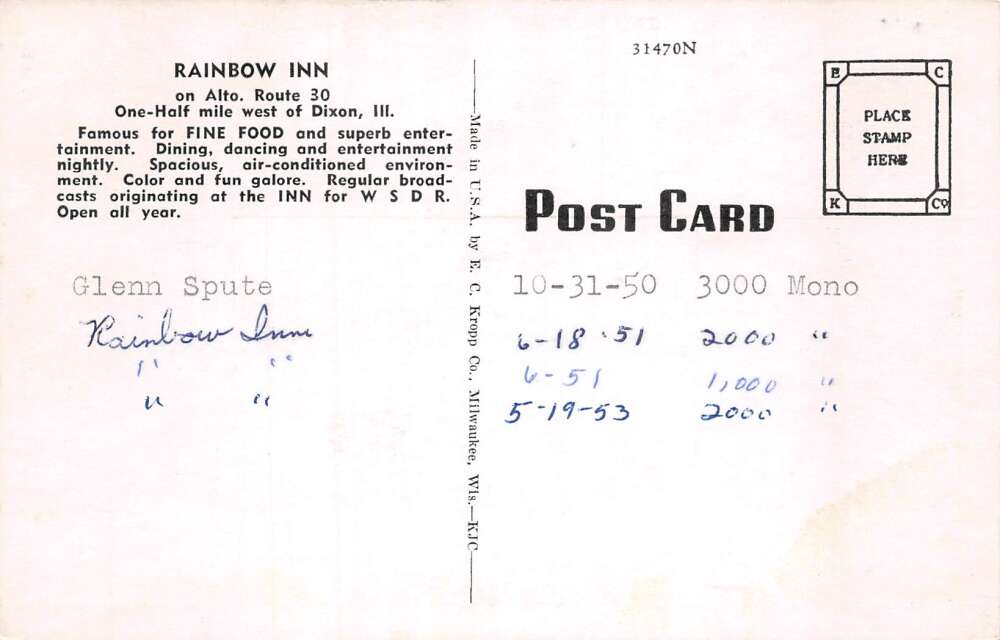 31470N
RAINBOW INN
on Alto. Route 30
One-Half mile west of Dixon, Ill.
Famous for FINE FOOD and superb enter-
tainment. Dining, dancing and entertainment
nightly. Spacious, air-conditioned environ-
ment. Color and fun galore. Regular broad-
casts originating at the INN for W S D R.
Open all year.
E C
PLACE
STAMP
HERE
K Co
POST CARD
—Made in U.S.A. by E. C. Kropp Co., Milwaukee, Wis.—KJC—
Glenn Spute 10-31-50 3000 Mono
Rainbow Inn 6-18-51 2000 "
" " 6-51 1,000 "
" " 5-19-53 2000 "